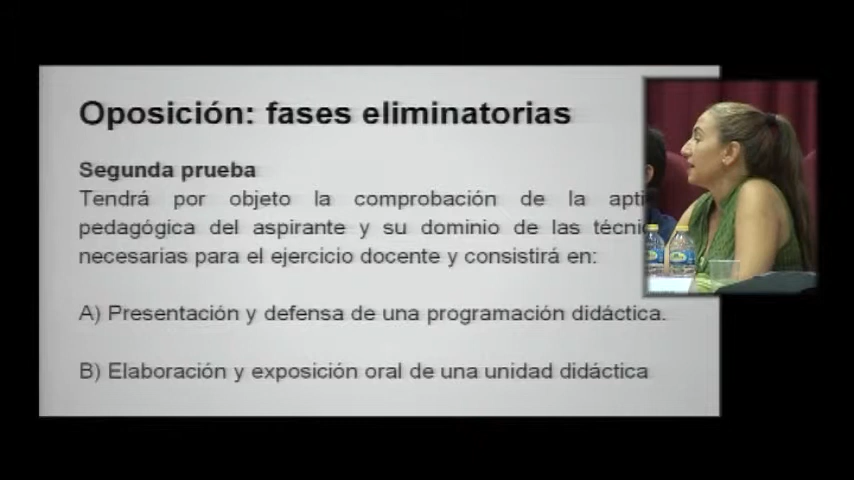 Oposición: fases eliminatorias
Segunda prueba
Tendrá por objeto la comprobación de la
pedagógica del aspirante y su dominio de las
necesarias para el ejercicio docente y consistirá en:
A) Presentación y defensa de una programación didáctica.
B) Elaboración y exposición oral de una unidad didáctica